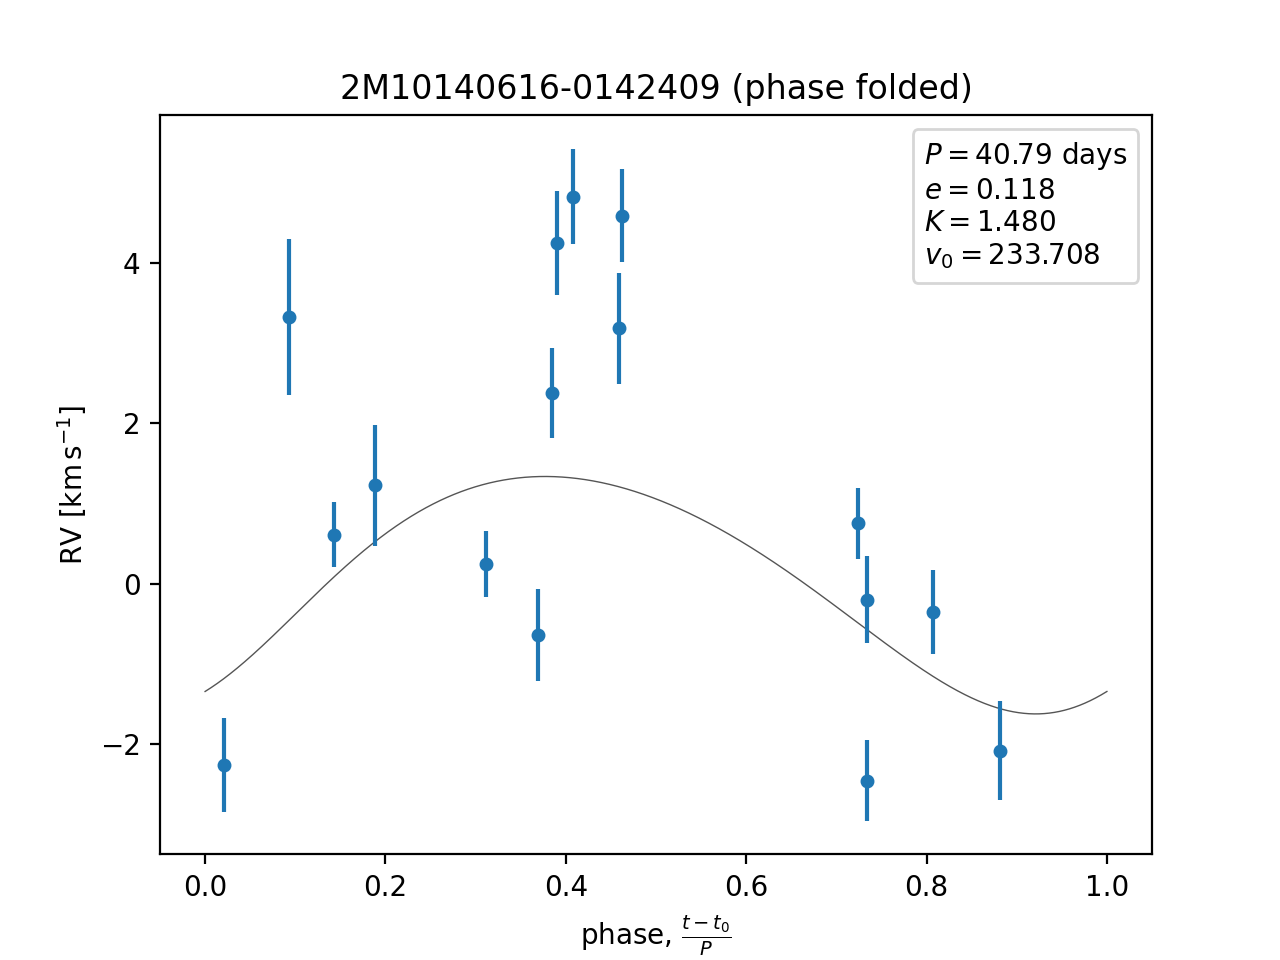 2M10140616-0142409 (phase folded)
P = 40.79 days
e = 0.118
K = 1.480
v₀ = 233.708
RV [km s⁻¹]
4
2
0
−2
0.0 0.2 0.4 0.6 0.8 1.0
phase, (t − t₀)/P